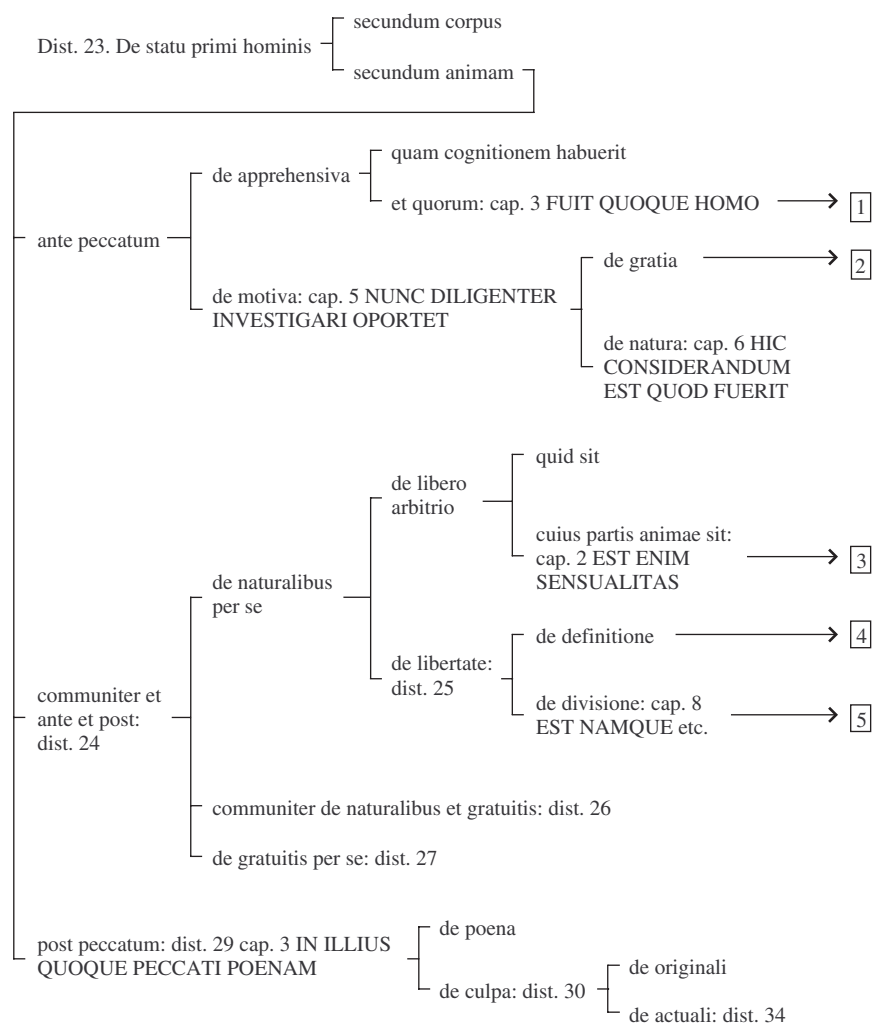 Dist. 23. De statu primi hominis
secundum corpus
secundum animam
ante peccatum
de apprehensiva
quam cognitionem habuerit
et quorum: cap. 3 FUIT QUOQUE HOMO
1
de motiva: cap. 5 NUNC DILIGENTER
INVESTIGARI OPORTET
de gratia
2
de natura: cap. 6 HIC
CONSIDERANDUM
EST QUOD FUERIT
communiter et
ante et post:
dist. 24
de naturalibus
per se
de libero
arbitrio
quid sit
cuius partis animae sit:
cap. 2 EST ENIM
SENSUALITAS
3
de libertate:
dist. 25
de definitione
4
de divisione: cap. 8
EST NAMQUE etc.
5
communiter de naturalibus et gratuitis: dist. 26
de gratuitis per se: dist. 27
post peccatum: dist. 29 cap. 3 IN ILLIUS
QUOQUE PECCATI POENAM
de poena
de culpa: dist. 30
de originali
de actuali: dist. 34